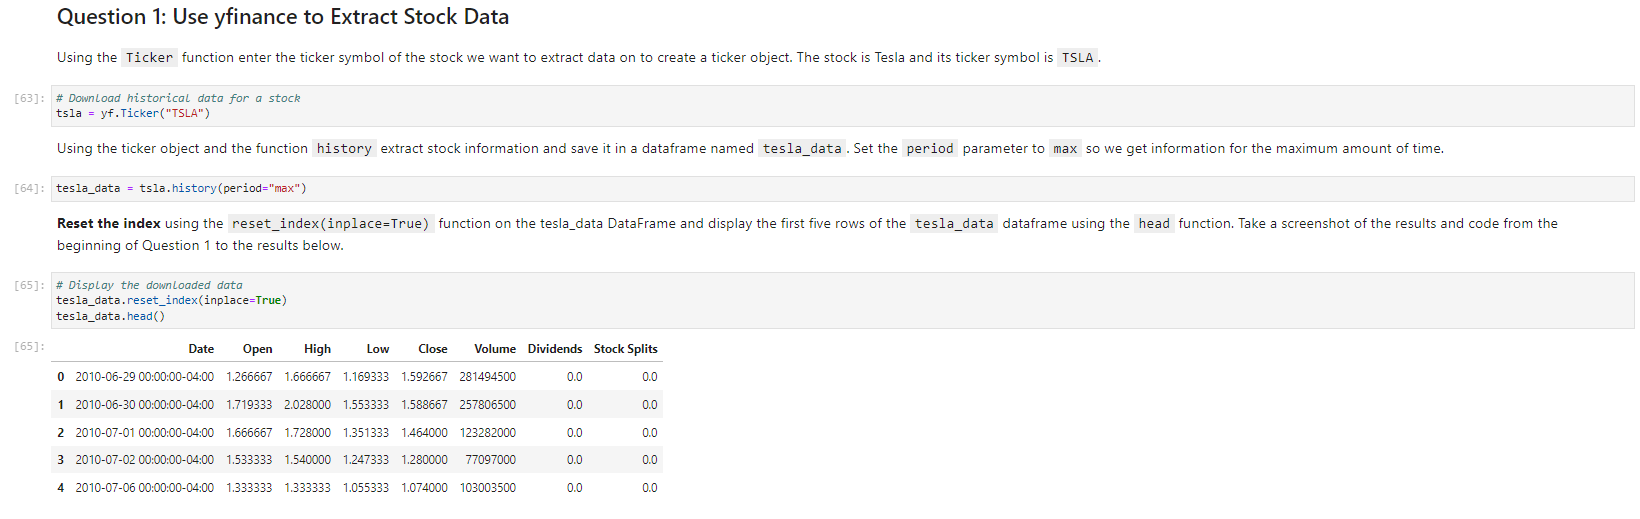 Question 1: Use yfinance to Extract Stock Data
Using the Ticker function enter the ticker symbol of the stock we want to extract data on to create a ticker object. The stock is Tesla and its ticker symbol is TSLA.
[63]: # Download historical data for a stock
tsla = yf.Ticker("TSLA")
Using the ticker object and the function history extract stock information and save it in a dataframe named tesla_data. Set the period parameter to max so we get information for the maximum amount of time.
[64]: tesla_data = tsla.history(period="max")
Reset the index using the reset_index(inplace=True) function on the tesla_data DataFrame and display the first five rows of the tesla_data dataframe using the head function. Take a screenshot of the results and code from the
beginning of Question 1 to the results below.
[65]: # Display the downloaded data
tesla_data.reset_index(inplace=True)
tesla_data.head()
[65]: Date Open High Low Close Volume Dividends Stock Splits
0 2010-06-29 00:00:00-04:00 1.266667 1.666667 1.169333 1.592667 281494500 0.0 0.0
1 2010-06-30 00:00:00-04:00 1.719333 2.028000 1.553333 1.588667 257806500 0.0 0.0
2 2010-07-01 00:00:00-04:00 1.666667 1.728000 1.351333 1.464000 123282000 0.0 0.0
3 2010-07-02 00:00:00-04:00 1.533333 1.540000 1.247333 1.280000 77097000 0.0 0.0
4 2010-07-06 00:00:00-04:00 1.333333 1.333333 1.055333 1.074000 103003500 0.0 0.0